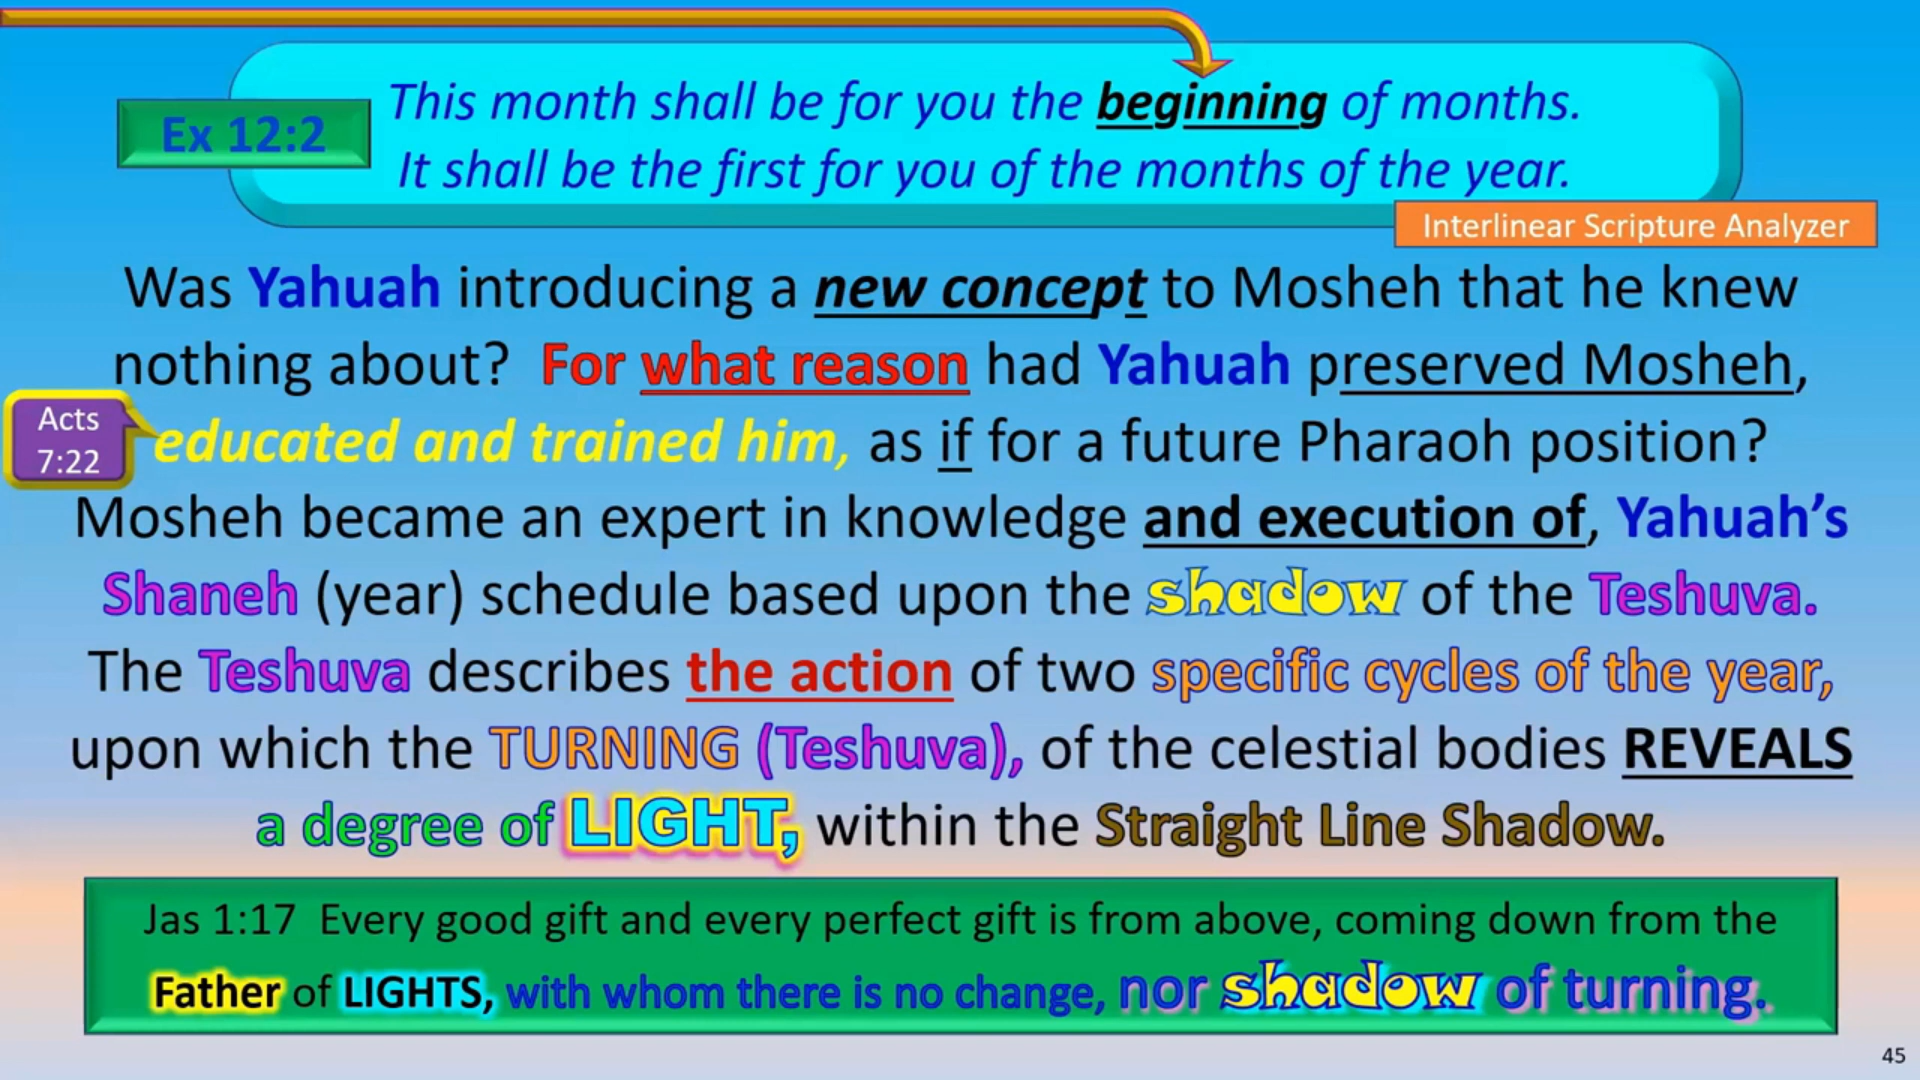 This month shall be for you the beginning of months.
Ex 12:2
It shall be the first for you of the months of the year.
Interlinear Scripture Analyzer
Was Yahuah introducing a new concept to Mosheh that he knew
nothing about? For what reason had Yahuah preserved Mosheh,
Acts
7:22
educated and trained him, as if for a future Pharaoh position?
Mosheh became an expert in knowledge and execution of, Yahuah's
Shaneh (year) schedule based upon the shadow of the Teshuva.
The Teshuva describes the action of two specific cycles of the year,
upon which the TURNING (Teshuva), of the celestial bodies REVEALS
a degree of LIGHT, within the Straight Line Shadow.
Jas 1:17 Every good gift and every perfect gift is from above, coming down from the
Father of LIGHTS, with whom there is no change, nor shadow of turning.
45